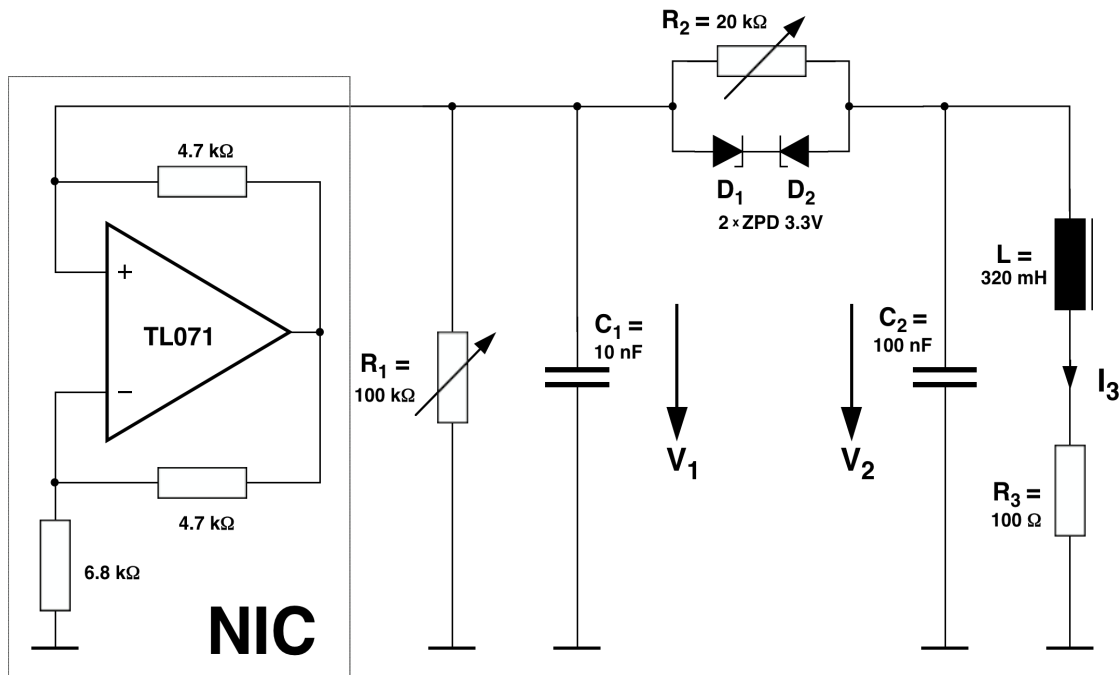 R2 = 20 kΩ
4.7 kΩ
D1 D2
2 × ZPD 3.3V
+
TL071
−
L =
320 mH
C1 =
10 nF
C2 =
100 nF
R1 =
100 kΩ
I3
V1
V2
R3 =
100 Ω
4.7 kΩ
6.8 kΩ
NIC